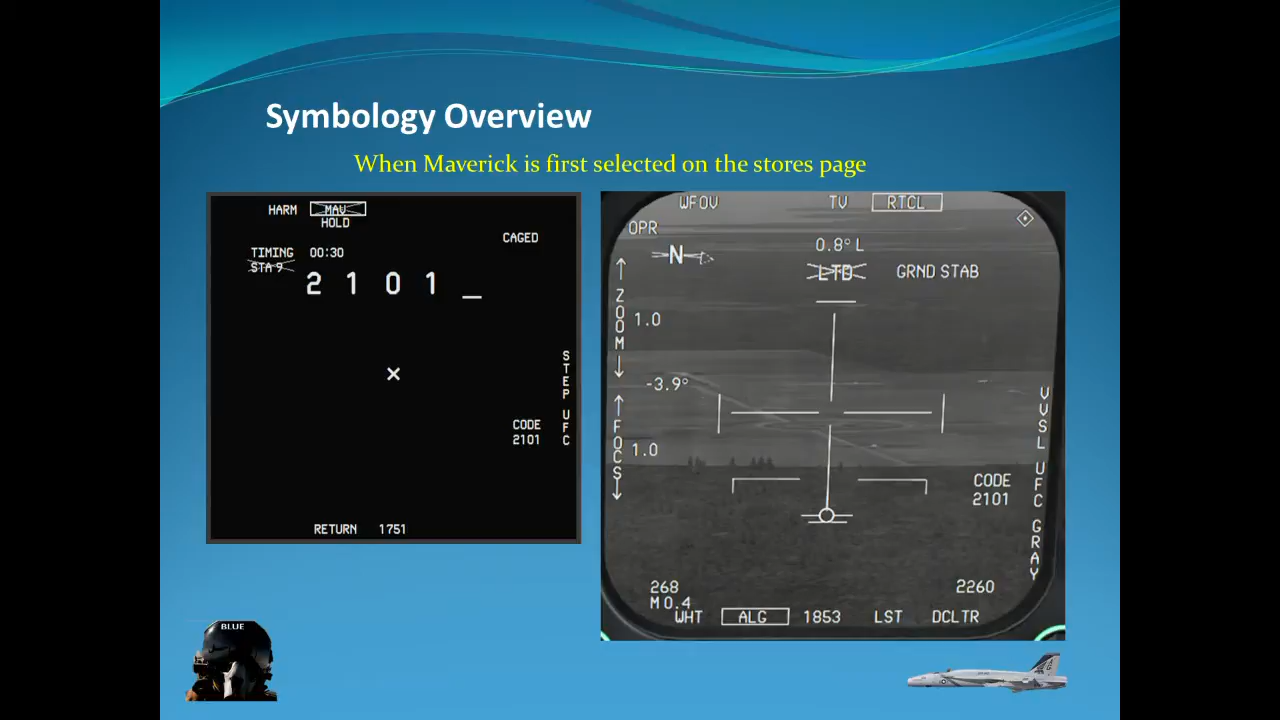 Symbology Overview
When Maverick is first selected on the stores page
HARM MAV
HOLD
CAGED
TIMING 00:30
STA 9
2 1 0 1 _
×
STEP
UFC
CODE
2101
RETURN 1751
WFOV TV RTCL
OPR
N
0.8° L
LTD GRND STAB
ZOOM
1.0
-3.9°
FOCS
1.0
VVSL
UFC
GRAY
CODE
2101
268 2260
M 0.4
WHT ALG 1853 LST DCLTR
BLUE